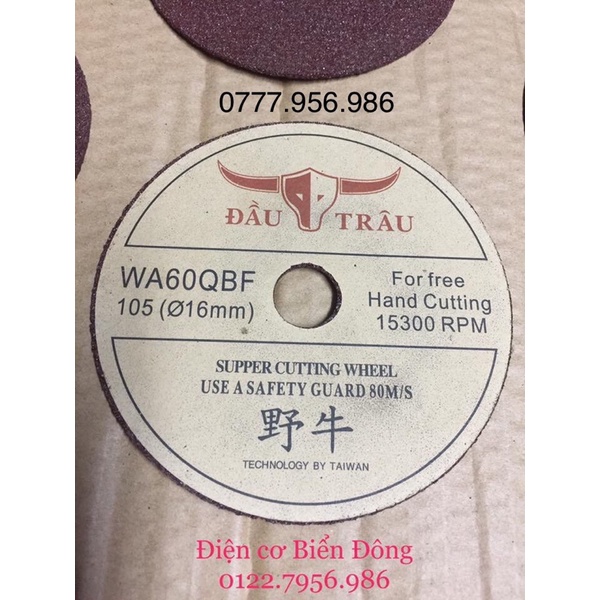 0777.956.986
ĐẦU TRÂU
WA60QBF
105 (Ø16mm)
For free
Hand Cutting
15300 RPM
SUPPER CUTTING WHEEL
USE A SAFETY GUARD 80M/S
野牛
TECHNOLOGY BY TAIWAN
Điện cơ Biển Đông
0122.7956.986